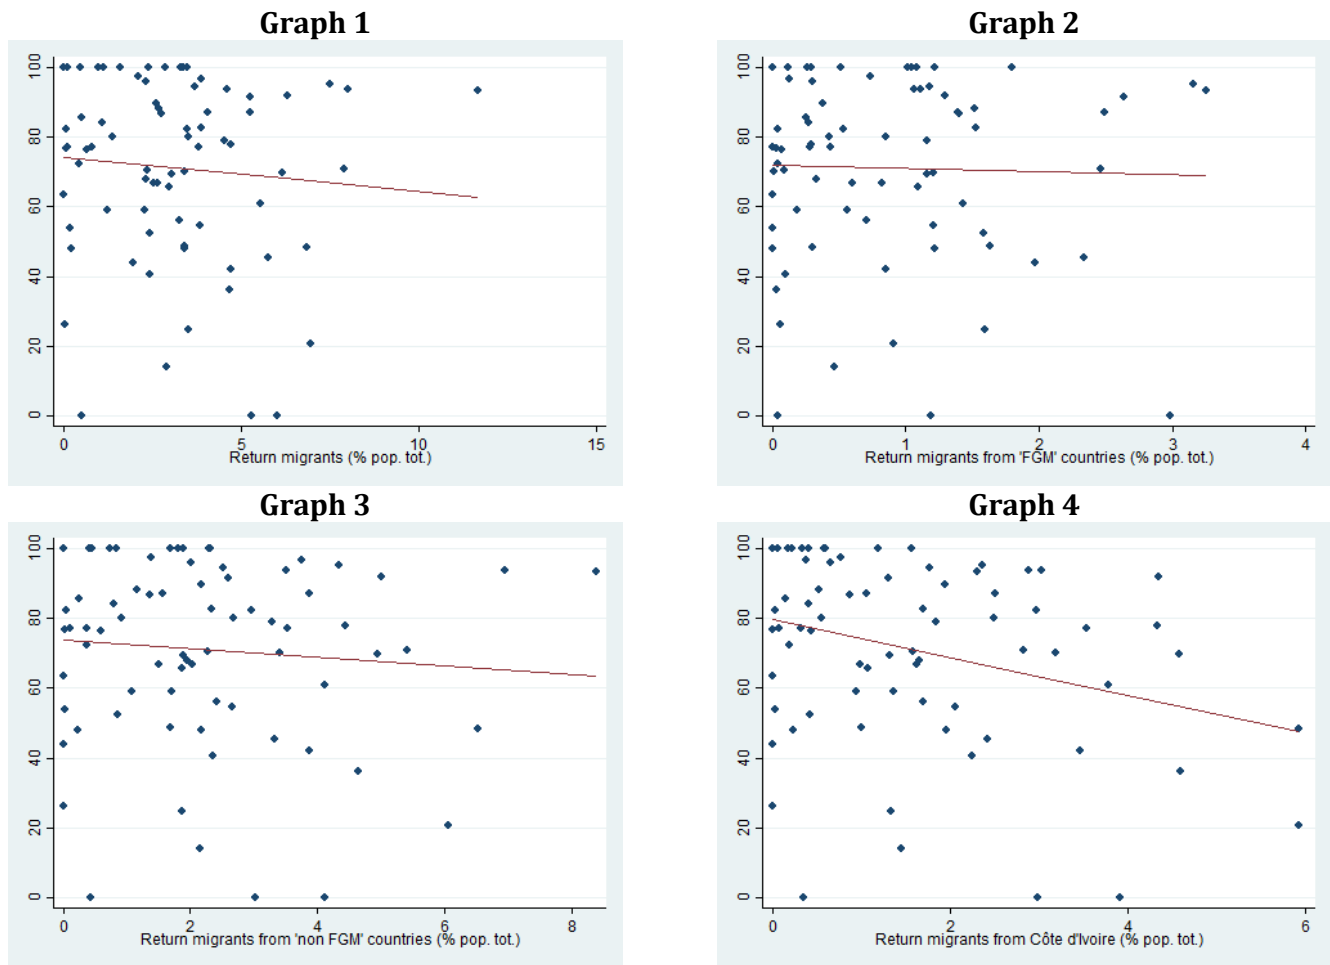 Graph 1
Graph 2
100
80
60
40
20
0
0 5 10 15
Return migrants (% pop. tot.)
100
80
60
40
20
0
0 1 2 3 4
Return migrants from 'FGM' countries (% pop. tot.)
Graph 3
Graph 4
100
80
60
40
20
0
0 2 4 6 8
Return migrants from 'non FGM' countries (% pop. tot.)
100
80
60
40
20
0
0 2 4 6
Return migrants from Côte d'Ivoire (% pop. tot.)